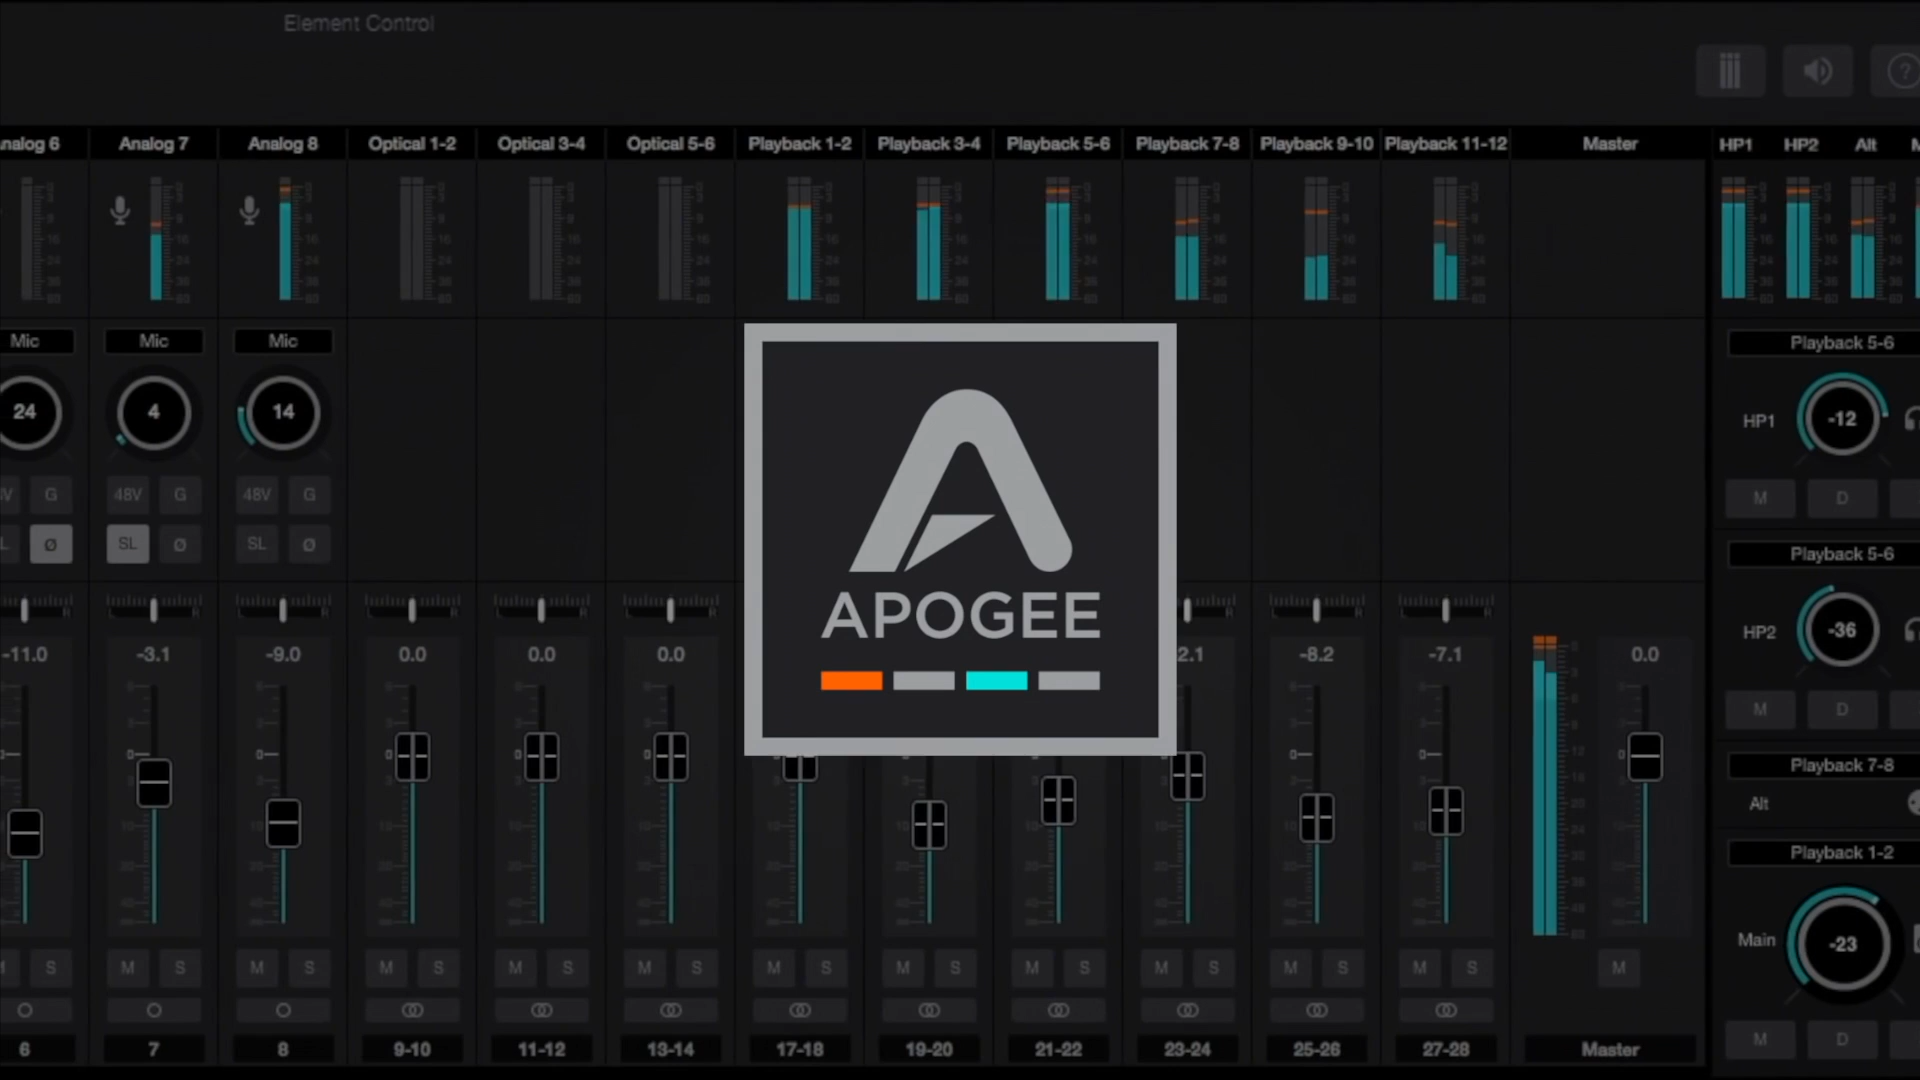 Element Control
nalog 6 Analog 7 Analog 8 Optical 1-2 Optical 3-4 Optical 5-6 Playback 1-2 Playback 3-4 Playback 5-6 Playback 7-8 Playback 9-10 Playback 11-12 Master HP1 HP2 Alt
Mic Mic Mic Playback 5-6
24 4 14 HP1 -12
48V G 48V G G M D
SL Ø SL Ø Ø
Playback 5-6
APOGEE
HP2 -36
-11.0 -3.1 -9.0 0.0 0.0 0.0 2.1 -8.2 -7.1 0.0
M D
Playback 7-8
Alt
Playback 1-2
Main -23
S M S M S M S M S M S M S M S M S M S M S M S M
M D
6 7 8 9-10 11-12 13-14 17-18 19-20 21-22 23-24 25-26 27-28 Master